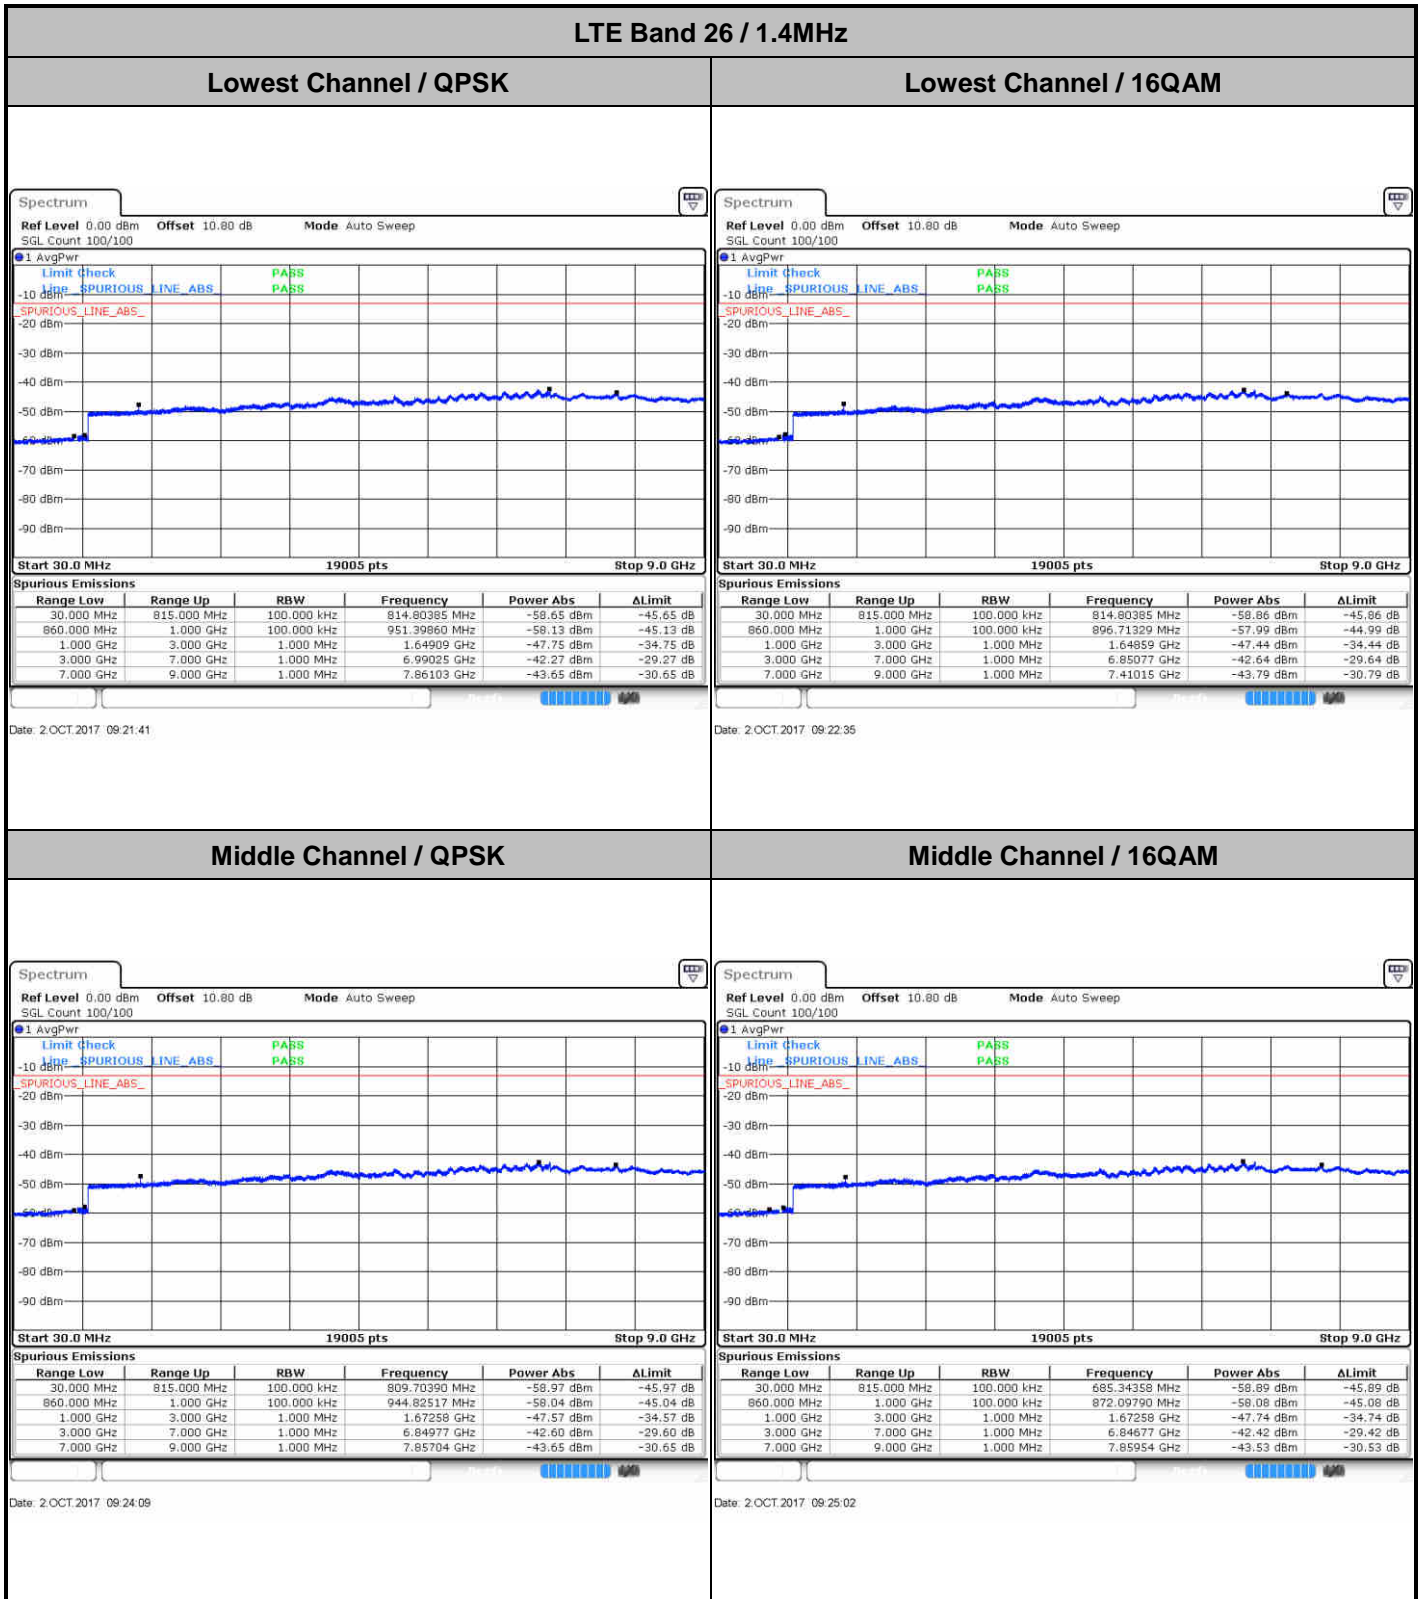 LTE Band 26 / 1.4MHz
Lowest Channel / QPSK
Lowest Channel / 16QAM
Spectrum
Ref Level 0.00 dBm Offset 10.80 dB Mode Auto Sweep
SGL Count 100/100
1 AvgPwr
Limit Check PASS
Line _SPURIOUS_LINE_ABS_ PASS
-10 dBm
_SPURIOUS_LINE_ABS_
-20 dBm
-30 dBm
-40 dBm
-50 dBm
-60 dBm
-70 dBm
-80 dBm
-90 dBm
Start 30.0 MHz 19005 pts Stop 9.0 GHz
Spurious Emissions
Range Low Range Up RBW Frequency Power Abs ΔLimit
30.000 MHz 815.000 MHz 100.000 kHz 814.80385 MHz -58.65 dBm -45.65 dB
860.000 MHz 1.000 GHz 100.000 kHz 951.39860 MHz -58.13 dBm -45.13 dB
1.000 GHz 3.000 GHz 1.000 MHz 1.64909 GHz -47.75 dBm -34.75 dB
3.000 GHz 7.000 GHz 1.000 MHz 6.99025 GHz -42.27 dBm -29.27 dB
7.000 GHz 9.000 GHz 1.000 MHz 7.86103 GHz -43.65 dBm -30.65 dB
Date: 2.OCT.2017 09:21:41
Spectrum
Ref Level 0.00 dBm Offset 10.80 dB Mode Auto Sweep
SGL Count 100/100
1 AvgPwr
Limit Check PASS
Line _SPURIOUS_LINE_ABS_ PASS
-10 dBm
_SPURIOUS_LINE_ABS_
-20 dBm
-30 dBm
-40 dBm
-50 dBm
-60 dBm
-70 dBm
-80 dBm
-90 dBm
Start 30.0 MHz 19005 pts Stop 9.0 GHz
Spurious Emissions
Range Low Range Up RBW Frequency Power Abs ΔLimit
30.000 MHz 815.000 MHz 100.000 kHz 814.80385 MHz -58.86 dBm -45.86 dB
860.000 MHz 1.000 GHz 100.000 kHz 896.71329 MHz -57.99 dBm -44.99 dB
1.000 GHz 3.000 GHz 1.000 MHz 1.64859 GHz -47.44 dBm -34.44 dB
3.000 GHz 7.000 GHz 1.000 MHz 6.85077 GHz -42.64 dBm -29.64 dB
7.000 GHz 9.000 GHz 1.000 MHz 7.41015 GHz -43.79 dBm -30.79 dB
Date: 2.OCT.2017 09:22:35
Middle Channel / QPSK
Middle Channel / 16QAM
Spectrum
Ref Level 0.00 dBm Offset 10.80 dB Mode Auto Sweep
SGL Count 100/100
1 AvgPwr
Limit Check PASS
Line _SPURIOUS_LINE_ABS_ PASS
-10 dBm
_SPURIOUS_LINE_ABS_
-20 dBm
-30 dBm
-40 dBm
-50 dBm
-60 dBm
-70 dBm
-80 dBm
-90 dBm
Start 30.0 MHz 19005 pts Stop 9.0 GHz
Spurious Emissions
Range Low Range Up RBW Frequency Power Abs ΔLimit
30.000 MHz 815.000 MHz 100.000 kHz 809.70390 MHz -58.97 dBm -45.97 dB
860.000 MHz 1.000 GHz 100.000 kHz 944.82517 MHz -58.04 dBm -45.04 dB
1.000 GHz 3.000 GHz 1.000 MHz 1.67258 GHz -47.57 dBm -34.57 dB
3.000 GHz 7.000 GHz 1.000 MHz 6.84977 GHz -42.60 dBm -29.60 dB
7.000 GHz 9.000 GHz 1.000 MHz 7.85704 GHz -43.65 dBm -30.65 dB
Date: 2.OCT.2017 09:24:09
Spectrum
Ref Level 0.00 dBm Offset 10.80 dB Mode Auto Sweep
SGL Count 100/100
1 AvgPwr
Limit Check PASS
Line _SPURIOUS_LINE_ABS_ PASS
-10 dBm
_SPURIOUS_LINE_ABS_
-20 dBm
-30 dBm
-40 dBm
-50 dBm
-60 dBm
-70 dBm
-80 dBm
-90 dBm
Start 30.0 MHz 19005 pts Stop 9.0 GHz
Spurious Emissions
Range Low Range Up RBW Frequency Power Abs ΔLimit
30.000 MHz 815.000 MHz 100.000 kHz 685.34358 MHz -58.89 dBm -45.89 dB
860.000 MHz 1.000 GHz 100.000 kHz 872.09790 MHz -58.08 dBm -45.08 dB
1.000 GHz 3.000 GHz 1.000 MHz 1.67258 GHz -47.74 dBm -34.74 dB
3.000 GHz 7.000 GHz 1.000 MHz 6.84677 GHz -42.42 dBm -29.42 dB
7.000 GHz 9.000 GHz 1.000 MHz 7.85954 GHz -43.53 dBm -30.53 dB
Date: 2.OCT.2017 09:25:02